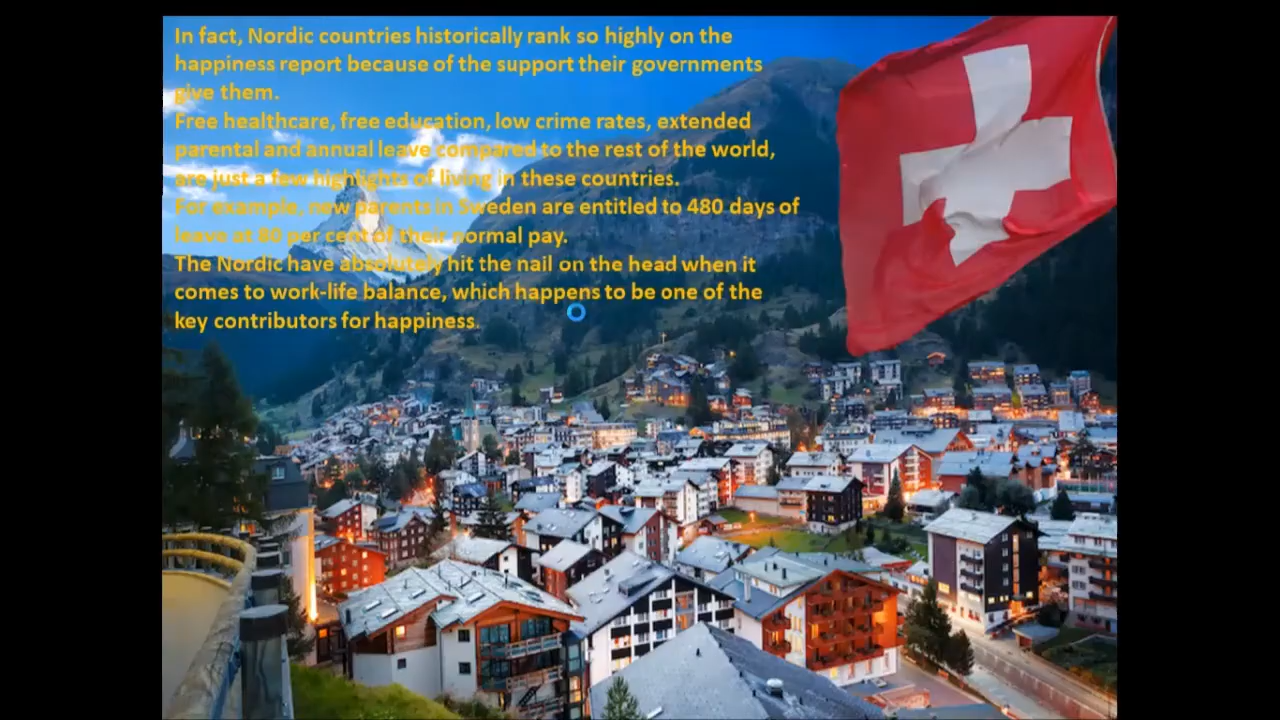 In fact, Nordic countries historically rank so highly on the
happiness report because of the support their governments
give them.
Free healthcare, free education, low crime rates, extended
parental and annual leave compared to the rest of the world,
are just a few highlights of living in these countries.
For example, new parents in Sweden are entitled to 480 days of
leave at 80 per cent of their normal pay.
The Nordic have absolutely hit the nail on the head when it
comes to work-life balance, which happens to be one of the
key contributors for happiness.